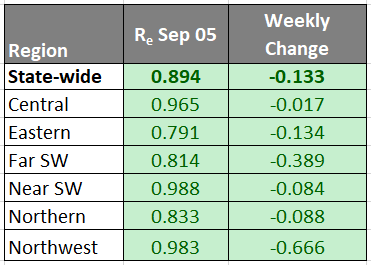 Region Re Sep 05 Weekly Change
State-wide 0.894 -0.133
Central 0.965 -0.017
Eastern 0.791 -0.134
Far SW 0.814 -0.389
Near SW 0.988 -0.084
Northern 0.833 -0.088
Northwest 0.983 -0.666